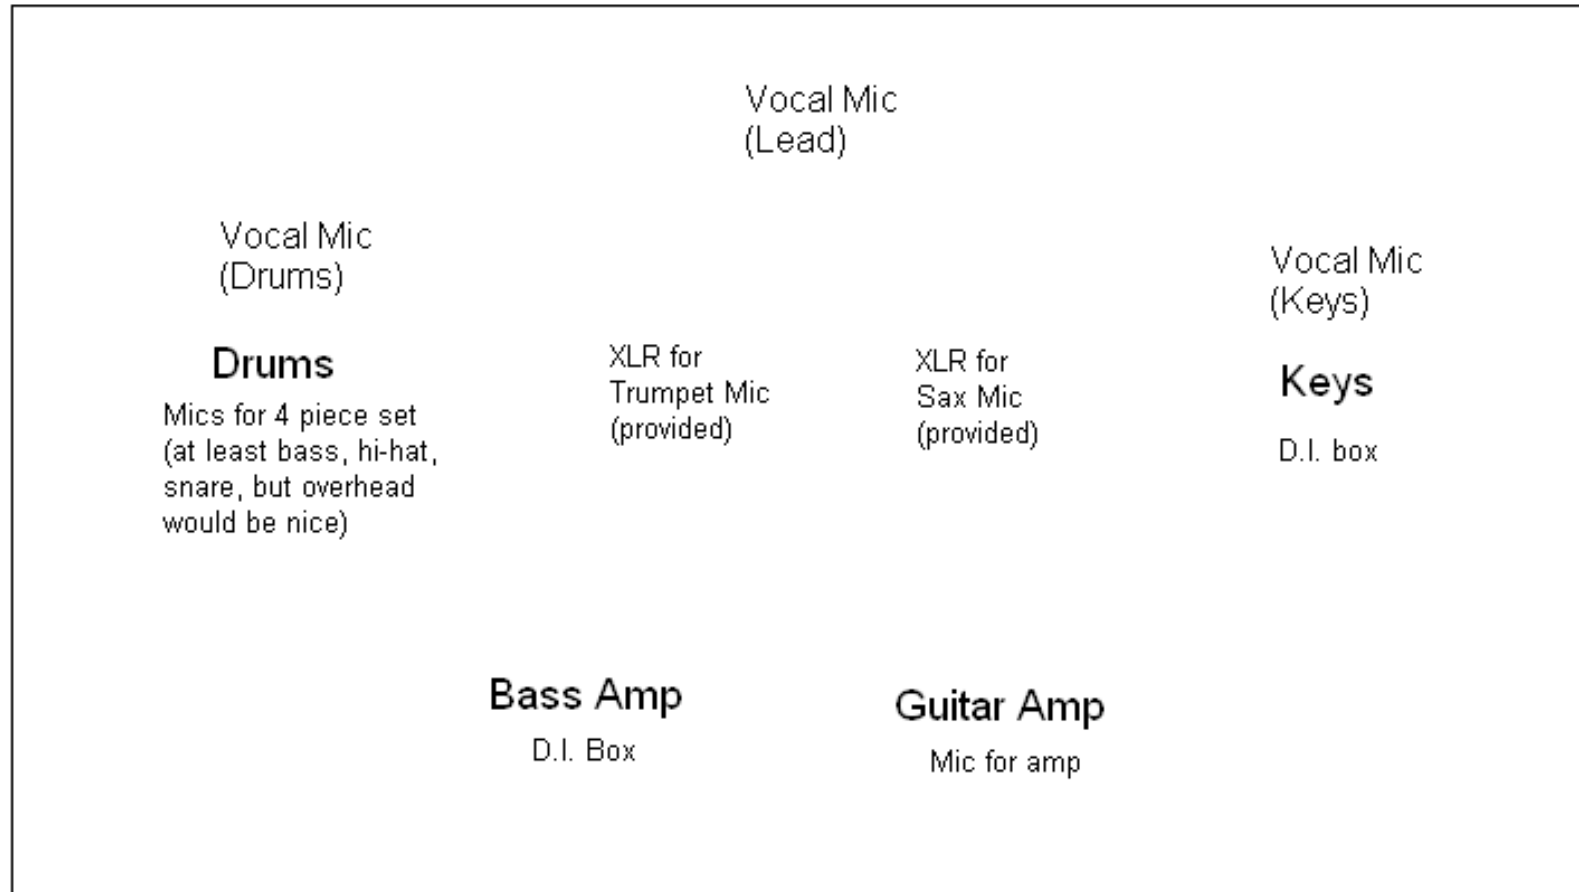 Vocal Mic
(Lead)
Vocal Mic
(Drums)
Vocal Mic
(Keys)
Drums
Mics for 4 piece set
(at least bass, hi-hat,
snare, but overhead
would be nice)
XLR for
Trumpet Mic
(provided)
XLR for
Sax Mic
(provided)
Keys
D.I. box
Bass Amp
D.I. Box
Guitar Amp
Mic for amp